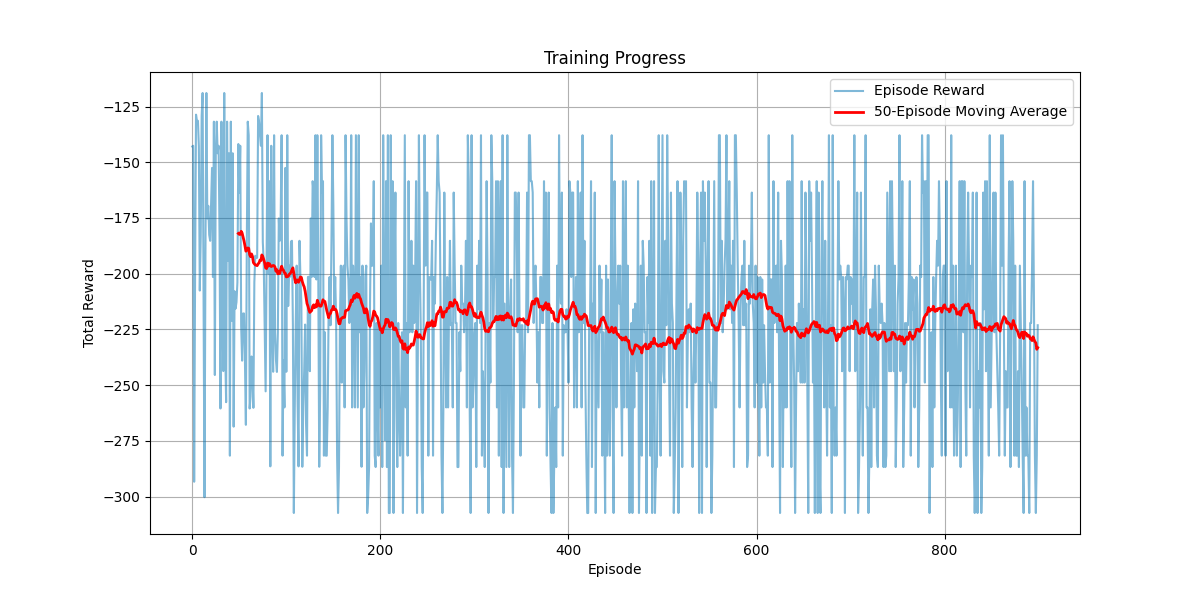 Training Progress
Episode Reward
50-Episode Moving Average
Total Reward
−125
−150
−175
−200
−225
−250
−275
−300
0 200 400 600 800
Episode